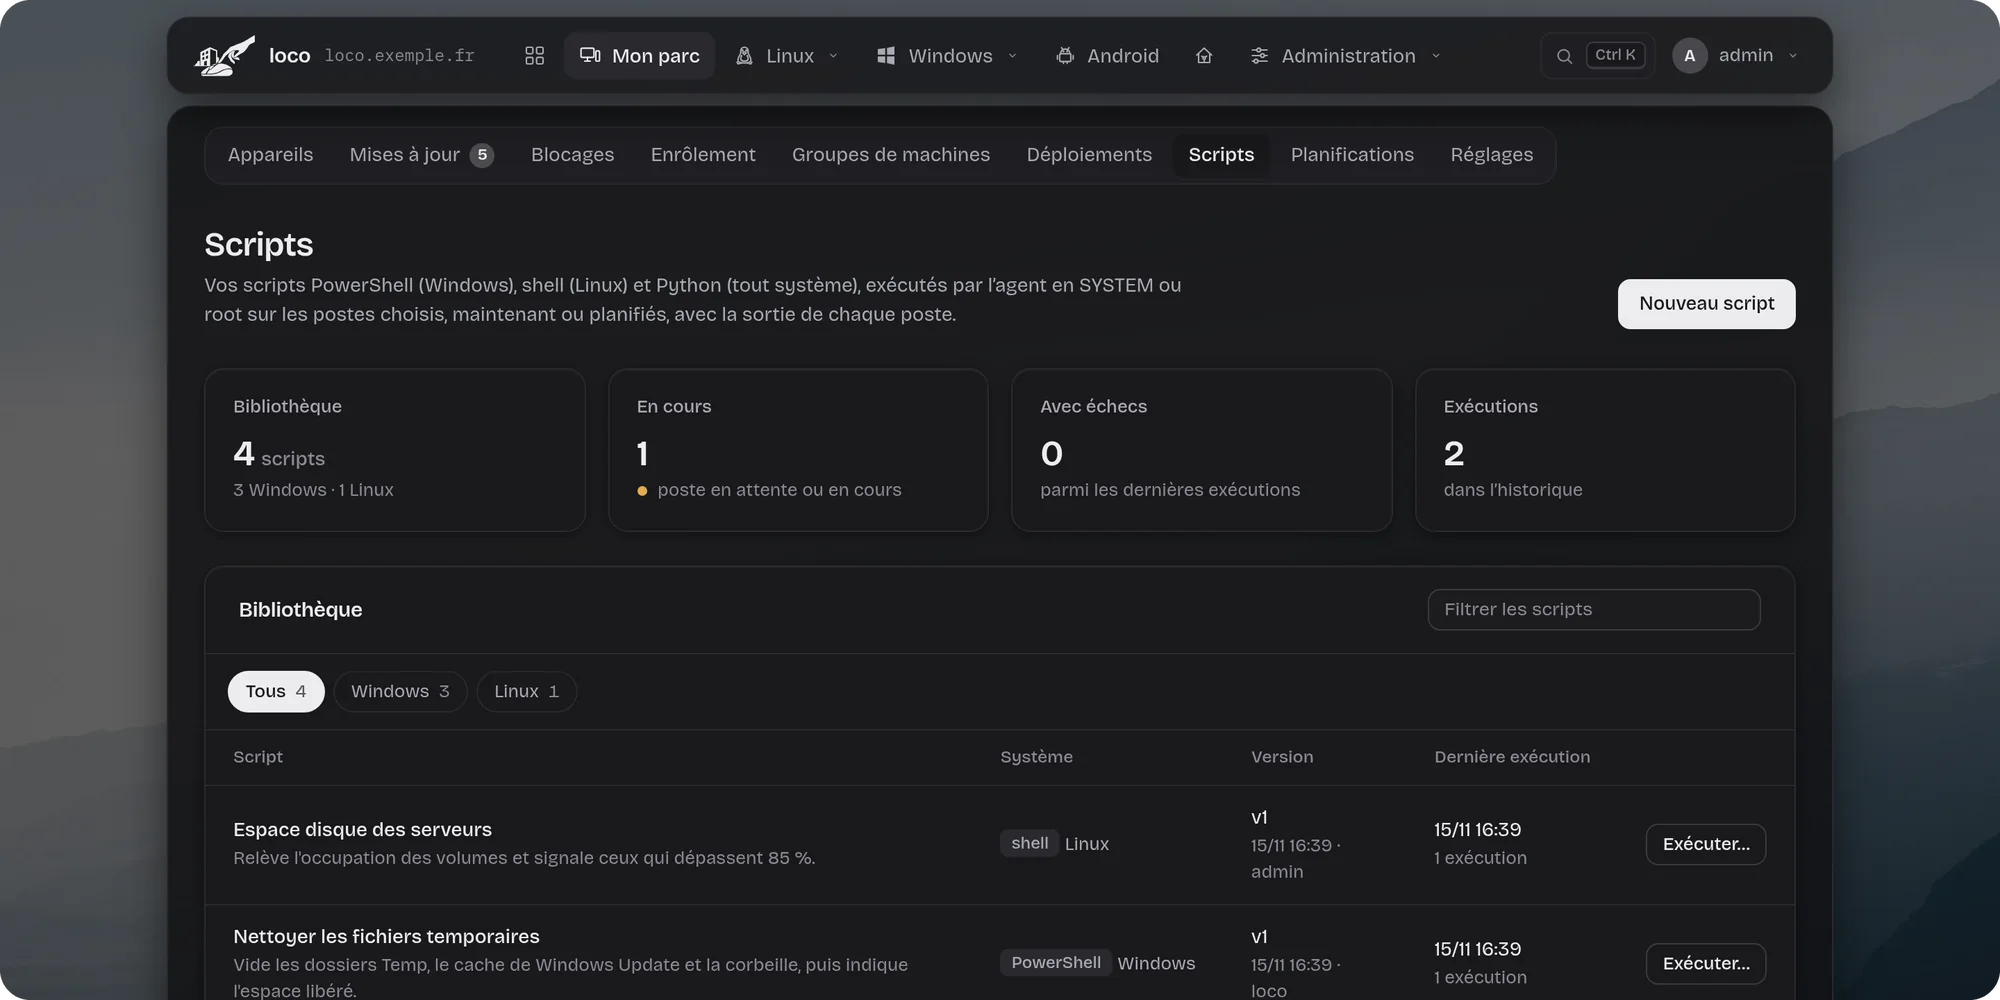 loco loco.exemple.fr Mon parc Linux Windows Android Administration Ctrl K A admin
Appareils Mises à jour 5 Blocages Enrôlement Groupes de machines Déploiements Scripts Planifications Réglages
Scripts
Vos scripts PowerShell (Windows), shell (Linux) et Python (tout système), exécutés par l'agent en SYSTEM ou
root sur les postes choisis, maintenant ou planifiés, avec la sortie de chaque poste.
Nouveau script
Bibliothèque
4 scripts
3 Windows · 1 Linux
En cours
1
poste en attente ou en cours
Avec échecs
0
parmi les dernières exécutions
Exécutions
2
dans l'historique
Bibliothèque
Filtrer les scripts
Tous 4 Windows 3 Linux 1
Script Système Version Dernière exécution
Espace disque des serveurs
Relève l'occupation des volumes et signale ceux qui dépassent 85 %.
shell Linux
v1
15/11 16:39 ·
admin
15/11 16:39
1 exécution
Exécuter...
Nettoyer les fichiers temporaires
Vide les dossiers Temp, le cache de Windows Update et la corbeille, puis indique
l'espace libéré.
PowerShell Windows
v1
15/11 16:39 ·
loco
15/11 16:39
1 exécution
Exécuter...